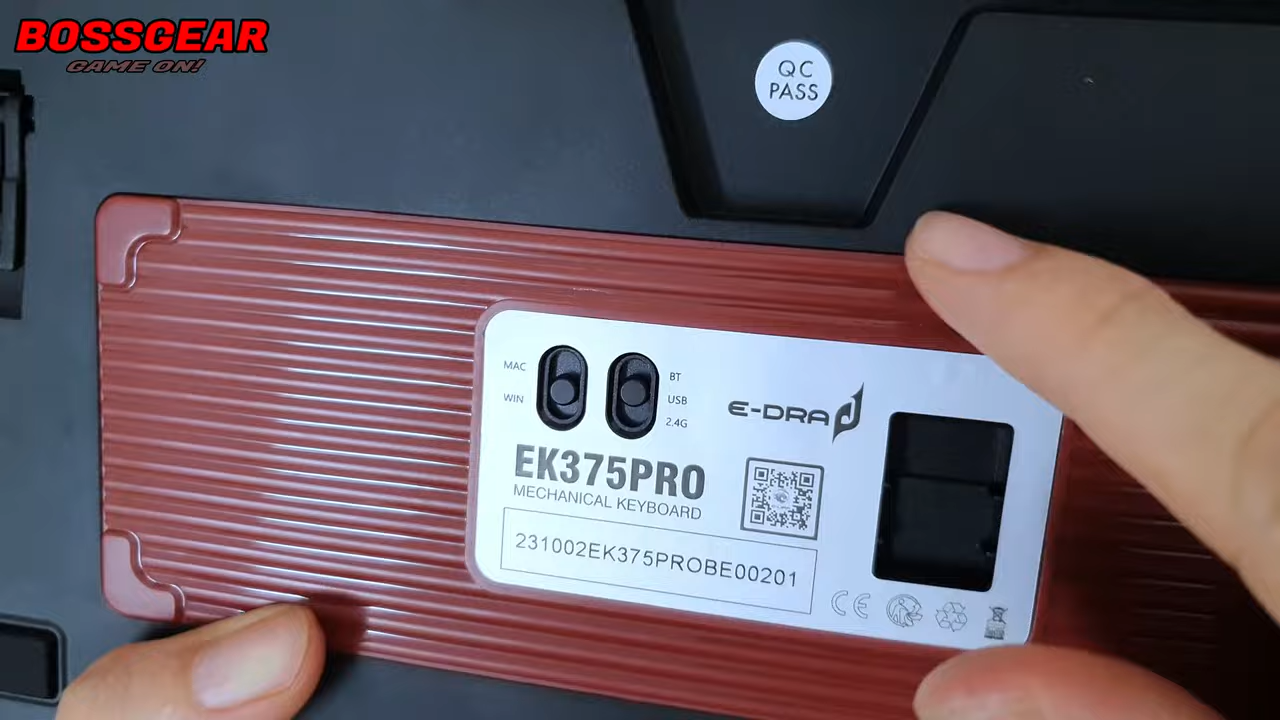 BOSSGEAR
GAME ON!
QC
PASS
MAC
WIN
BT
USB
2.4G
E-DRA
EK375PRO
MECHANICAL KEYBOARD
231002EK375PROBE00201
CE